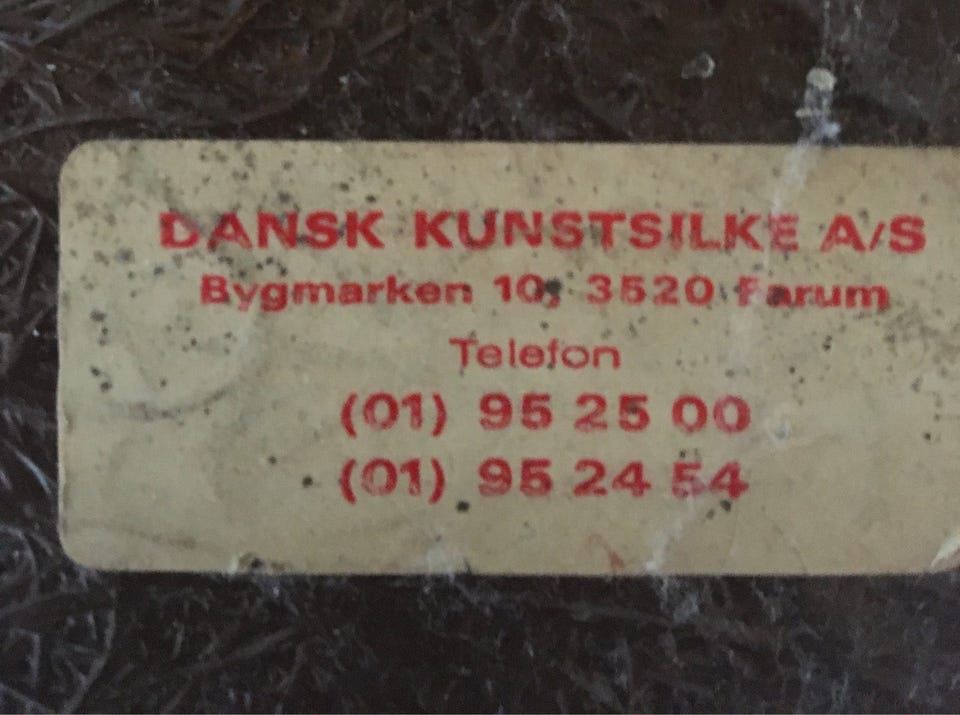 DANSK KUNSTSILKE A/S
Bygmarken 10, 3520 Farum
Telefon
(01) 95 25 00
(01) 95 24 54